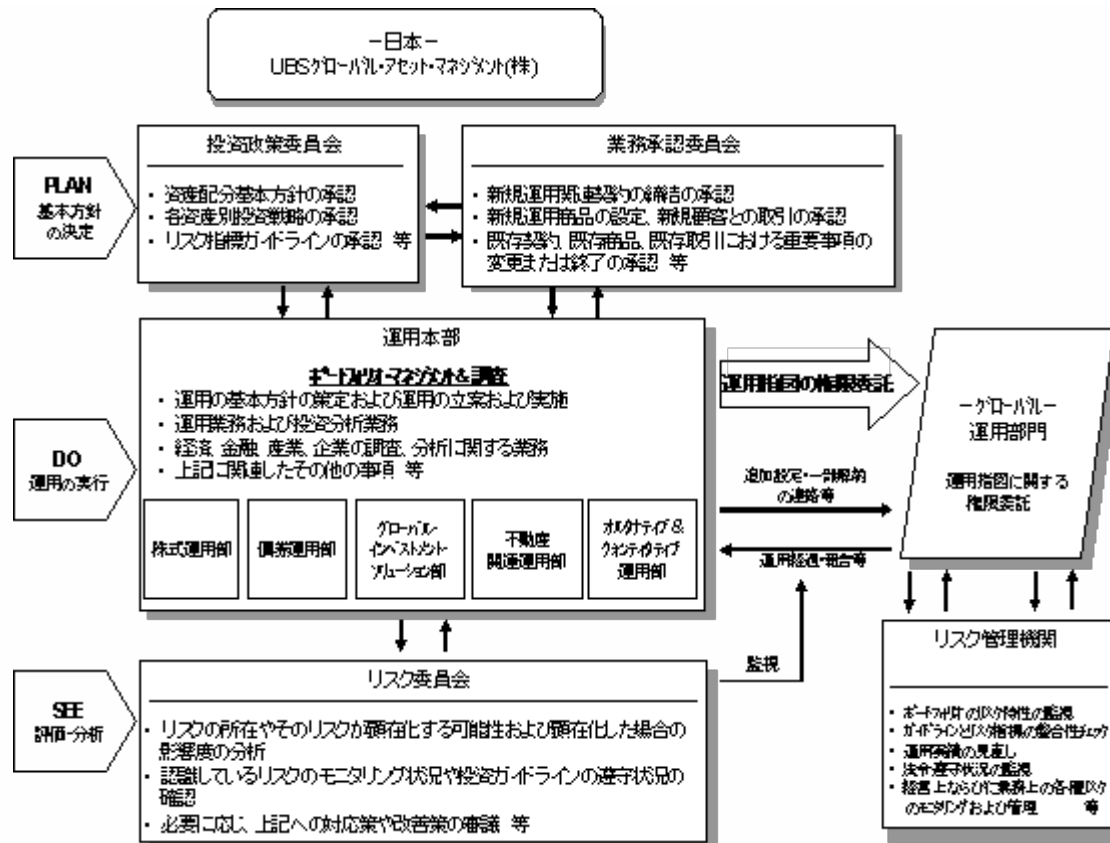 －日本－
UBSグローバル・アセット・マネジメント(株)
PLAN
基本方針
の決定
投資政策委員会
・ 資産配分基本方針の承認
・ 各資産別投資戦略の承認
・ リスク指標ガイドラインの承認 等
業務承認委員会
・ 新規運用関連契約の締結の承認
・ 新規運用商品の設定、新規顧客との取引の承認
・ 既存契約、既存商品、既存取引における重要事項の
変更または終了の承認 等
DO
運用の実行
運用本部
ポートフォリオ・マネジメント＆調査
・ 運用の基本方針の策定および運用の立案および実施
・ 運用業務および投資分析業務
・ 経済、金融、産業、企業の調査、分析に関する業務
・ 上記に関連したその他の事項 等
株式運用部
債券運用部
グローバル・
インベストメント・
ソリューション部
不動産
関連運用部
オルタナティブ＆
クォンティタティブ
運用部
運用指図の権限委託
追加設定・一部解約
の連絡等
運用経過・報告等
監視
－グローバル－
運用部門
運用指図に関する
権限委託
SEE
評価・分析
リスク委員会
・ リスクの所在やそのリスクが顕在化する可能性および顕在化した場合の
影響度の分析
・ 認識しているリスクのモニタリング状況や投資ガイドラインの遵守状況の
確認
・ 必要に応じ、上記への対応策や改善策の審議 等
リスク管理機関
・ ポートフォリオのリスク特性の監視
・ ガイドラインとリスク指標の整合性チェック
・ 運用実績の見直し
・ 法令遵守状況の監視
・ 経営上ならびに業務上の各種リスク
のモニタリングおよび管理 等